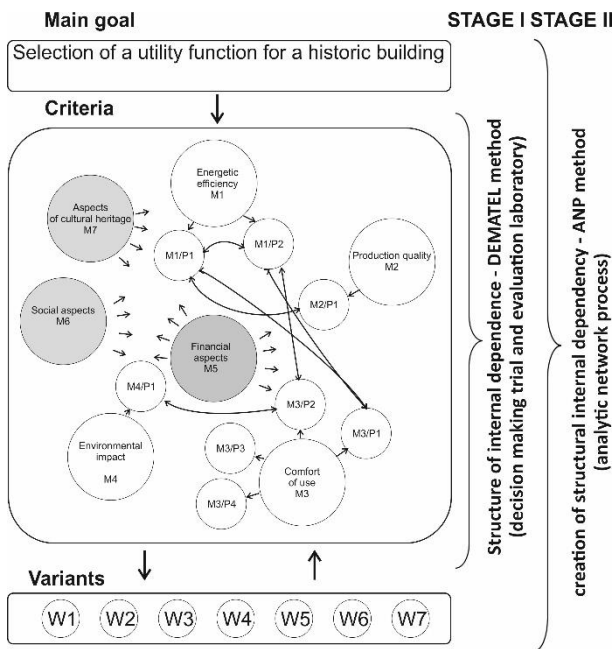 Main goal
STAGE I STAGE II
Selection of a utility function for a historic building
Criteria
Energetic
efficiency
M1
Aspects
of cultural heritage
M7
M1/P1
M1/P2
Production quality
M2
M2/P1
Social aspects
M6
Financial
aspects
M5
M4/P1
M3/P2
M3/P1
Environmental
impact
M4
M3/P3
Comfort
of use
M3
M3/P4
Variants
W1 W2 W3 W4 W5 W6 W7
Structure of internal dependence - DEMATEL method
(decision making trial and evaluation laboratory)
creation of structural internal dependency - ANP method
(analytic network process)